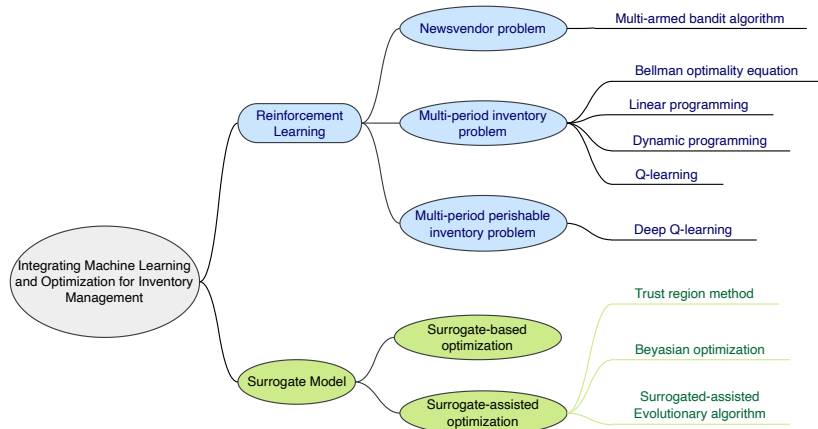 Newsvendor problem
Multi-armed bandit algorithm
Bellman optimality equation
Reinforcement
Learning
Multi-period inventory
problem
Linear programming
Dynamic programming
Q-learning
Multi-period perishable
inventory problem
Deep Q-learning
Integrating Machine Learning
and Optimization for Inventory
Management
Trust region method
Surrogate-based
optimization
Beyasian optimization
Surrogate Model
Surrogate-assisted
optimization
Surrogated-assisted
Evolutionary algorithm